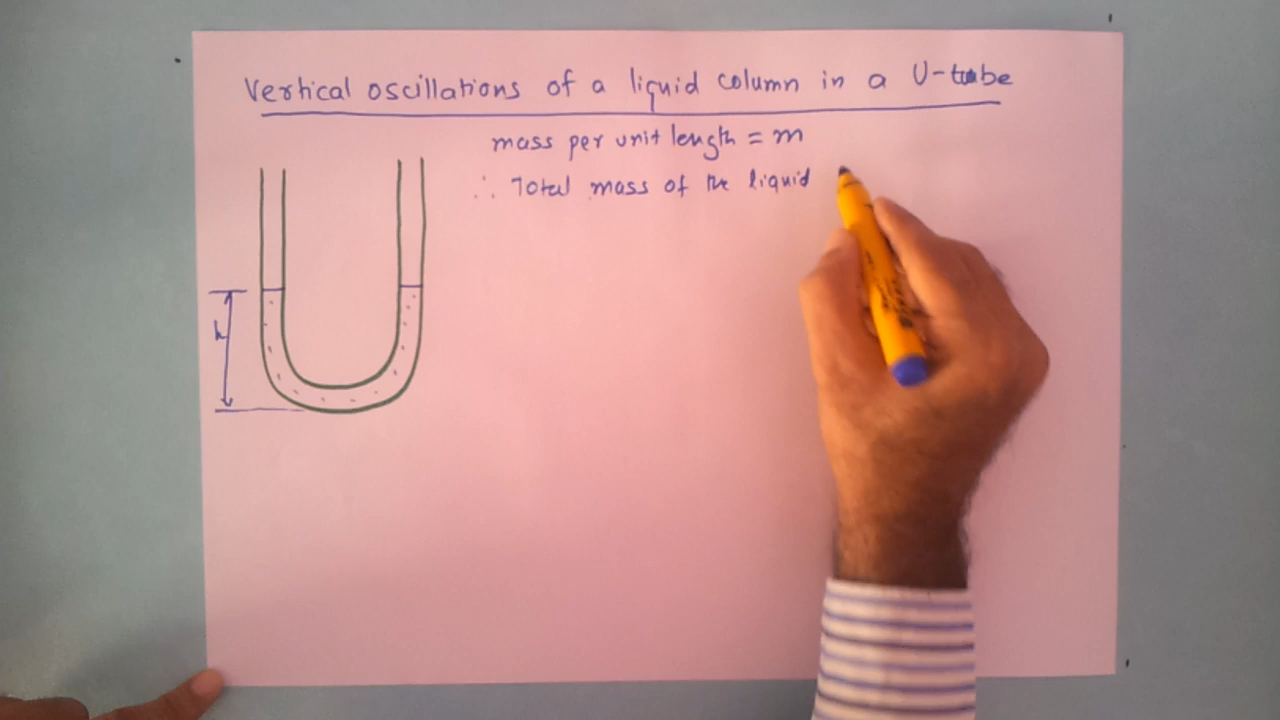 Vertical oscillations of a liquid column in a U-tube
mass per unit length = m
∴ Total mass of the liquid
h